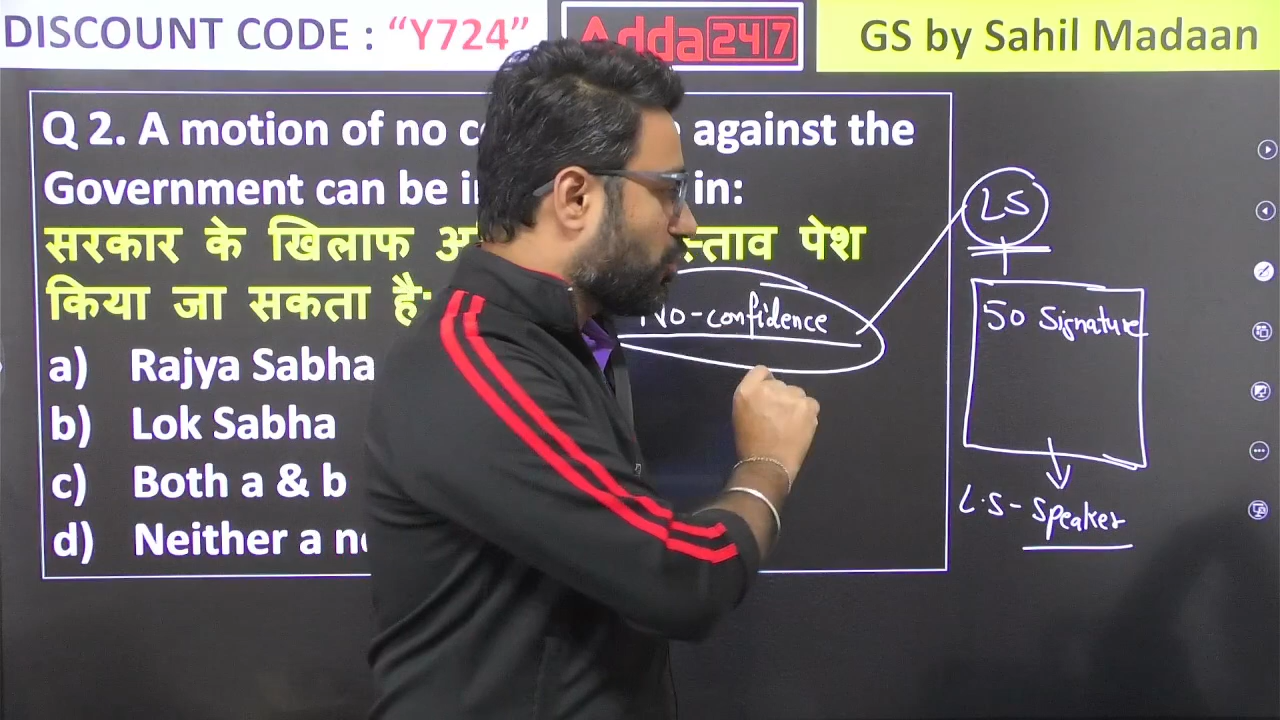 DISCOUNT CODE : “Y724”
Adda247
GS by Sahil Madaan
Q 2. A motion of no against the
Government can be in:
सरकार के खिलाफ पेश
किया जा सकता है
a) Rajya Sabha
b) Lok Sabha
c) Both a & b
d) Neither a
No-confidence
LS
50 Signature
L.S - Speaker